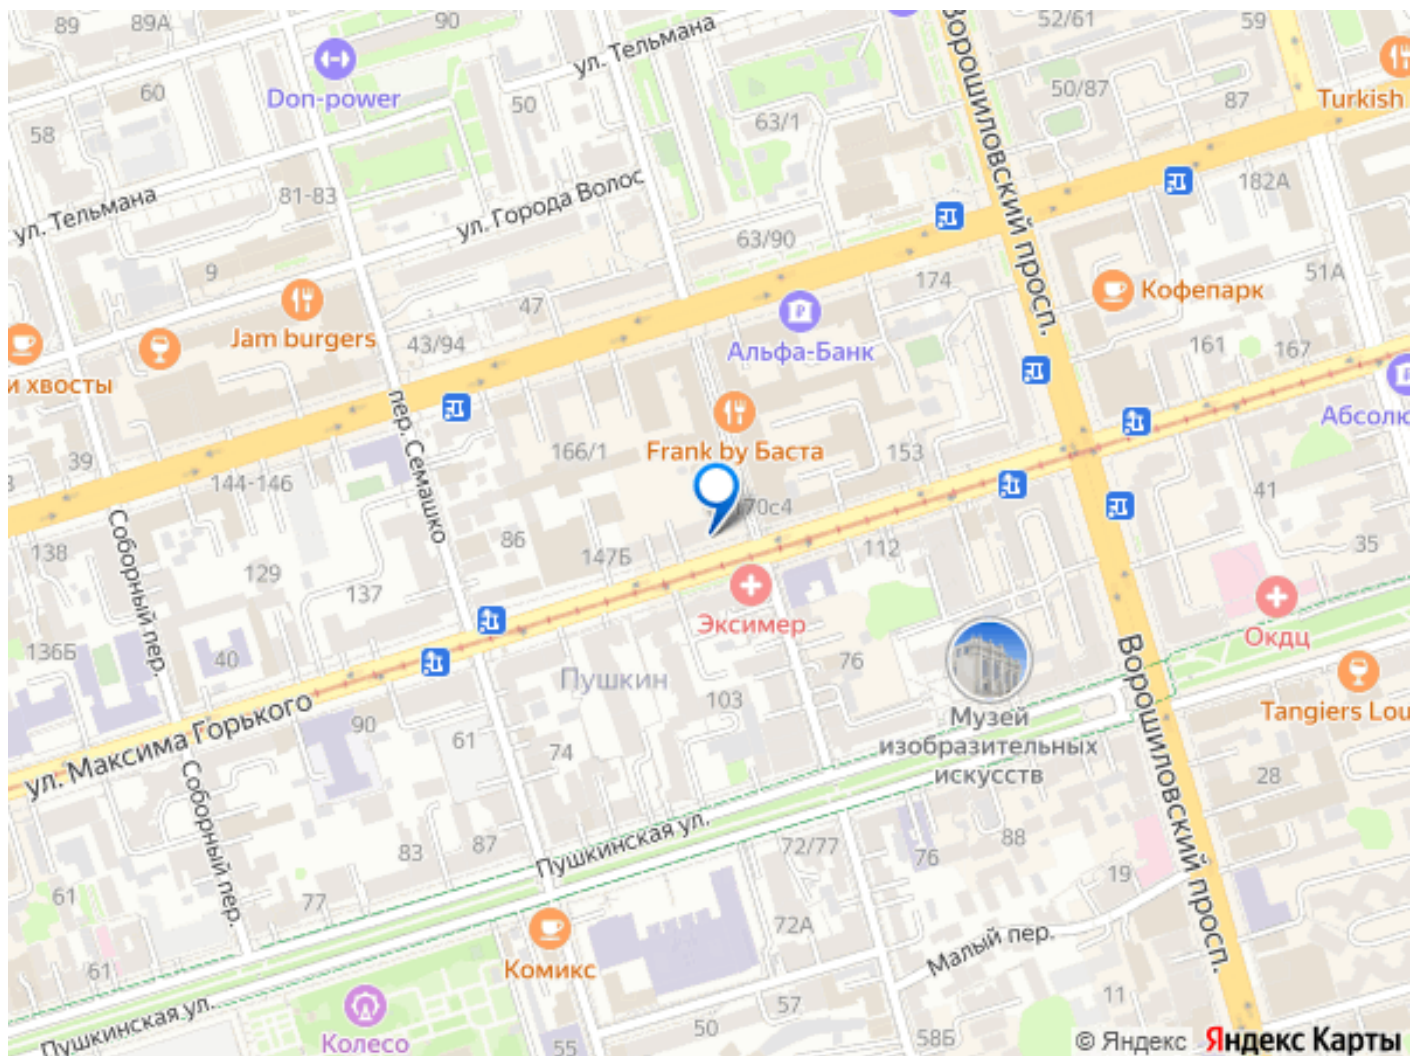 89
89А
90
Ворошиловский просп.
52/61
59
ул. Тельмана
60
Don-power
50
63/1
50/87
87
Turkish
58
81-83
182А
ул. Тельмана
ул. Города Волос
63/90
9
47
174
51А
Кофепарк
Jam burgers
43/94
Альфа-Банк
161
167
и хвосты
пер. Семашко
Абсолю
Frank by Баста
39
166/1
153
144-146
70с4
41
Соборный пер.
138
86
147Б
112
35
129
137
Эксимер
Окдц
136Б
40
Пушкин
76
Ворошиловский просп.
103
Tangiers Lou
ул. Максима Горького
90
61
74
Музей
изобразительных
искусств
28
Соборный пер.
83
87
Пушкинская ул.
72/77
76
88
19
61
77
72А
Малый пер.
61
Комикс
11
57
Пушкинская ул.
Колесо
50
55
58Б
© Яндекс
Яндекс Карты